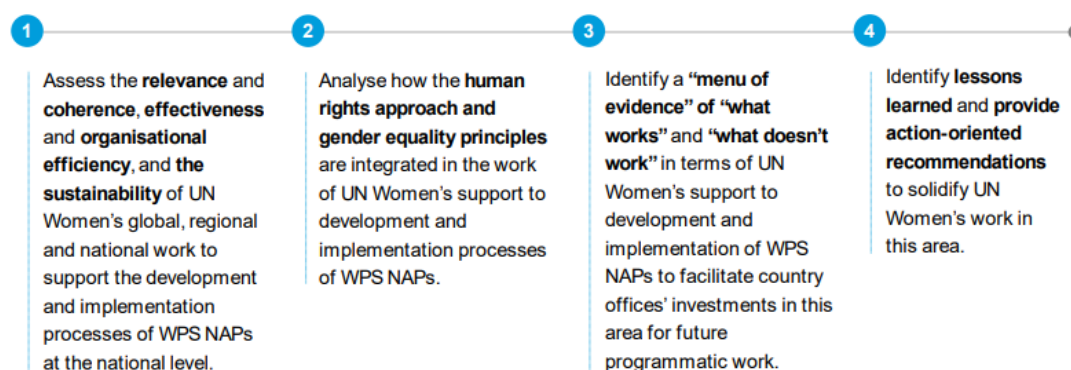 1
Assess the relevance and
coherence, effectiveness
and organisational
efficiency, and the
sustainability of UN
Women's global, regional
and national work to
support the development
and implementation
processes of WPS NAPs
at the national level.
2
Analyse how the human
rights approach and
gender equality principles
are integrated in the work
of UN Women's support to
development and
implementation processes
of WPS NAPs.
3
Identify a “menu of
evidence” of “what
works” and “what doesn’t
work” in terms of UN
Women’s support to
development and
implementation of WPS
NAPs to facilitate country
offices’ investments in this
area for future
programmatic work.
4
Identify lessons
learned and provide
action-oriented
recommendations
to solidify UN
Women’s work in
this area.